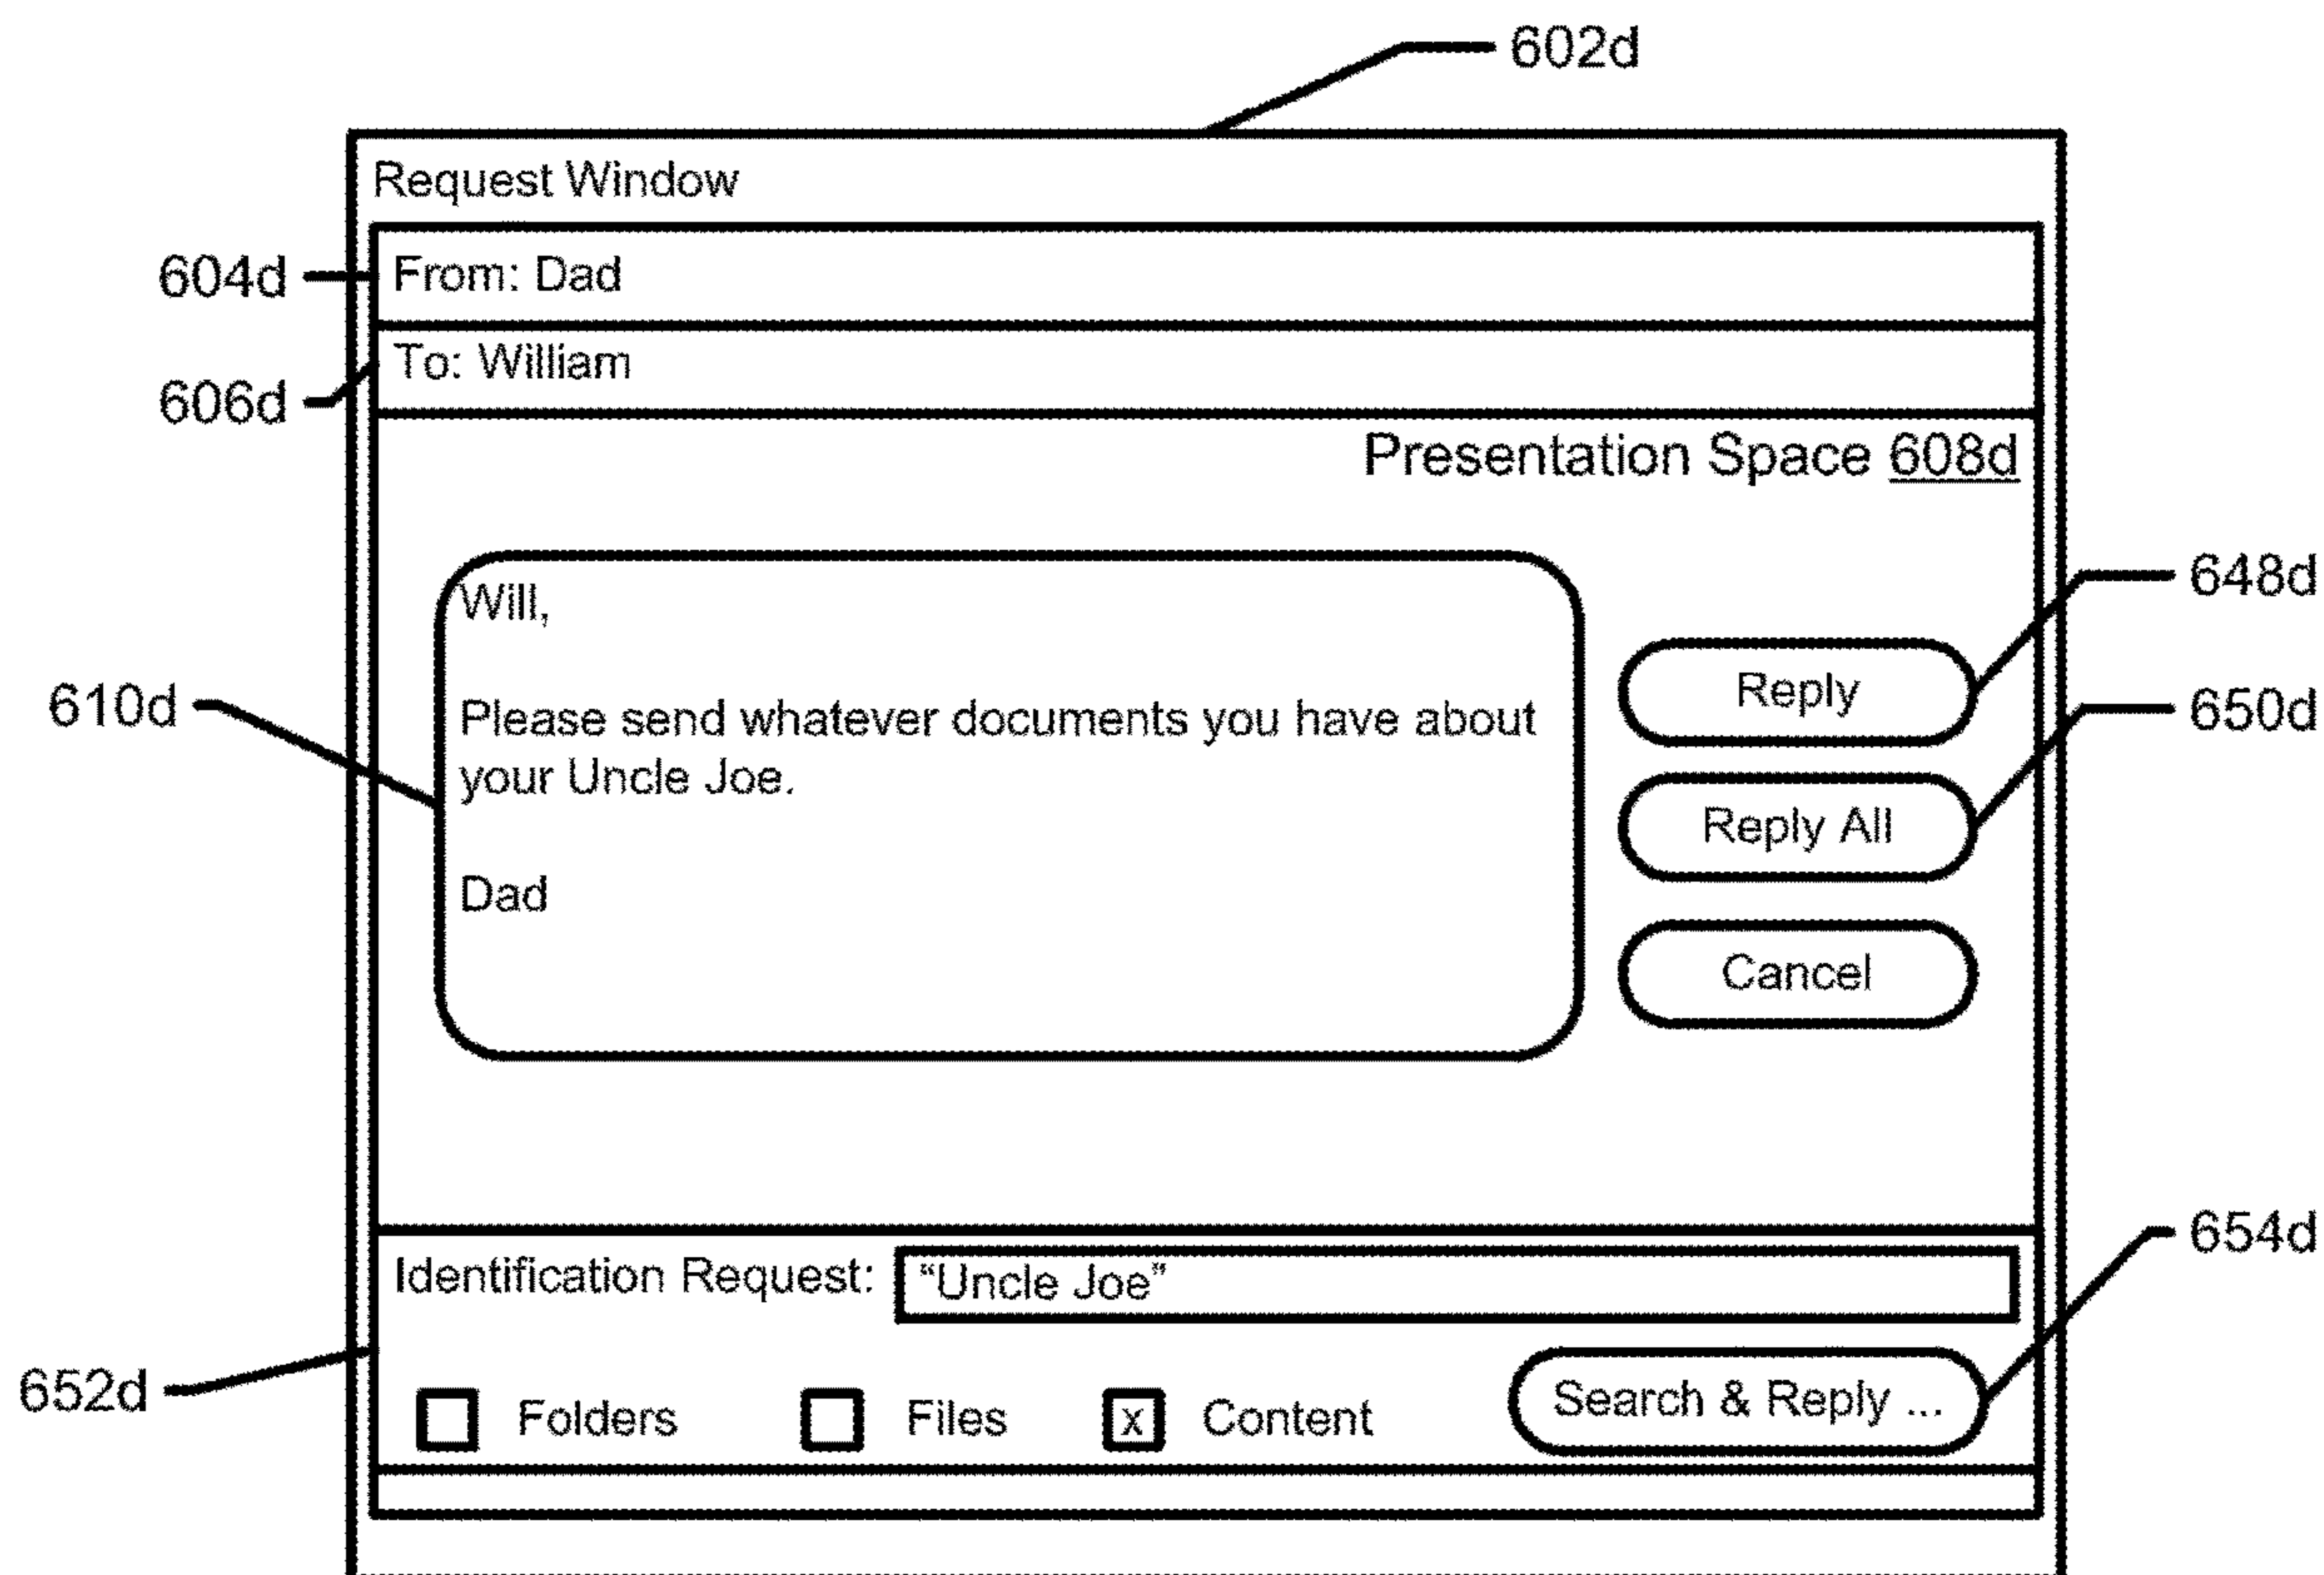 602d
Request Window
604d
From: Dad
To: William
606d
Presentation Space 608d
648d
Will,
Reply
650d
610d
Please send whatever documents you have about
your Uncle Joe.
Reply All
Dad
Cancel
654d
Identification Request: “Uncle Joe”
652d
Folders Files x Content Search & Reply ...